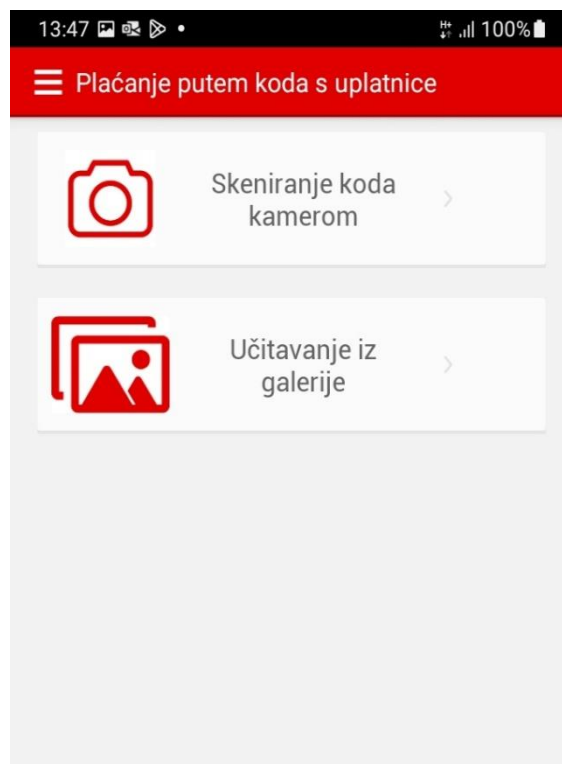 13:47
H+ 100%
Plaćanje putem koda s uplatnice
Skeniranje koda
kamerom
Učitavanje iz
galerije